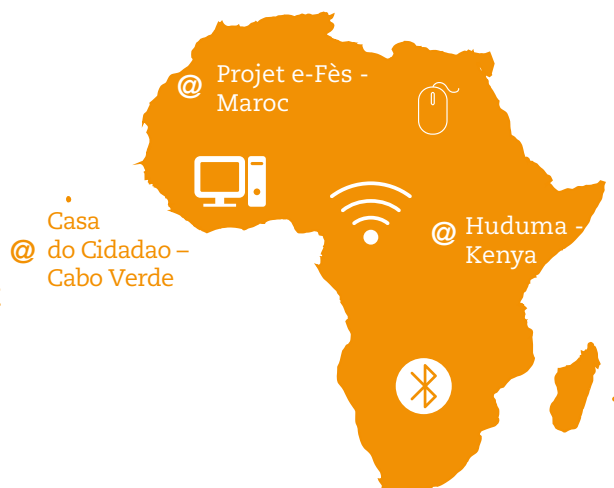 @ Projet e-Fès -
Maroc
Casa
@ do Cidadao –
Cabo Verde
@ Huduma -
Kenya